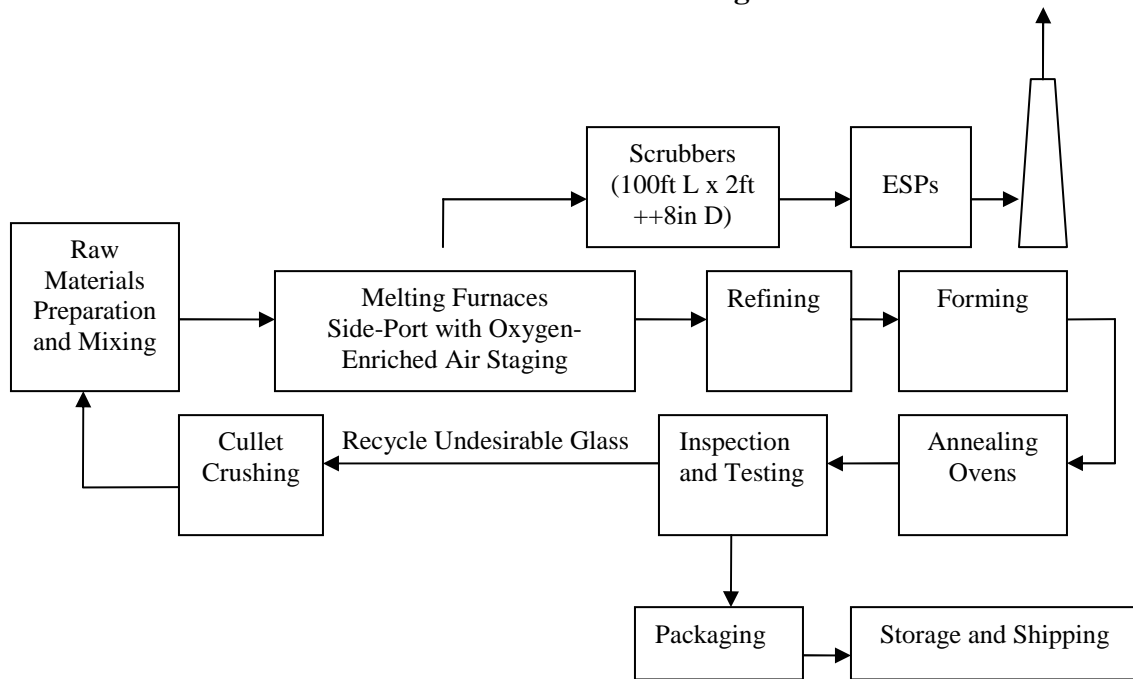 g
Scrubbers
(100ft L x 2ft
++8in D)
ESPs
Raw
Materials
Preparation
and Mixing
Melting Furnaces
Side-Port with Oxygen-
Enriched Air Staging
Refining
Forming
Cullet
Crushing
Recycle Undesirable Glass
Inspection
and Testing
Annealing
Ovens
Packaging
Storage and Shipping